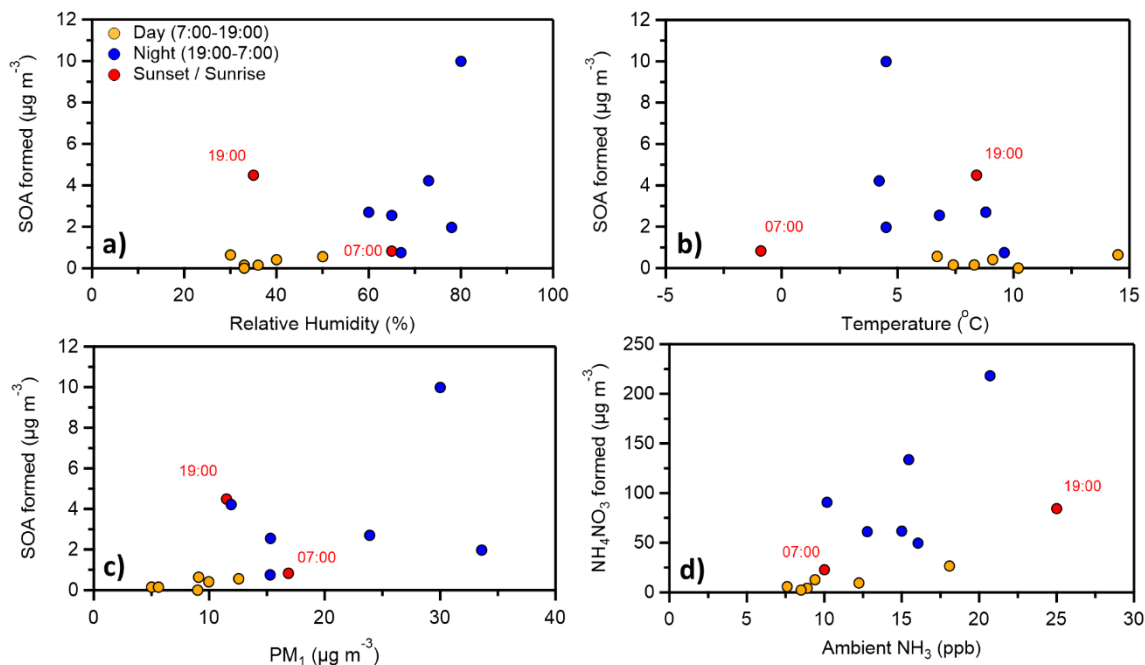 12
10
8
6
4
2
0
SOA formed (µg m⁻³)
Day (7:00-19:00)
Night (19:00-7:00)
Sunset / Sunrise
19:00
07:00
a)
0 20 40 60 80 100
Relative Humidity (%)
12
10
8
6
4
2
0
SOA formed (µg m⁻³)
19:00
07:00
b)
-5 0 5 10 15
Temperature (°C)
12
10
8
6
4
2
0
SOA formed (µg m⁻³)
19:00
07:00
c)
0 10 20 30 40
PM₁ (µg m⁻³)
250
200
150
100
50
0
NH₄NO₃ formed (µg m⁻³)
19:00
07:00
d)
0 5 10 15 20 25 30
Ambient NH₃ (ppb)